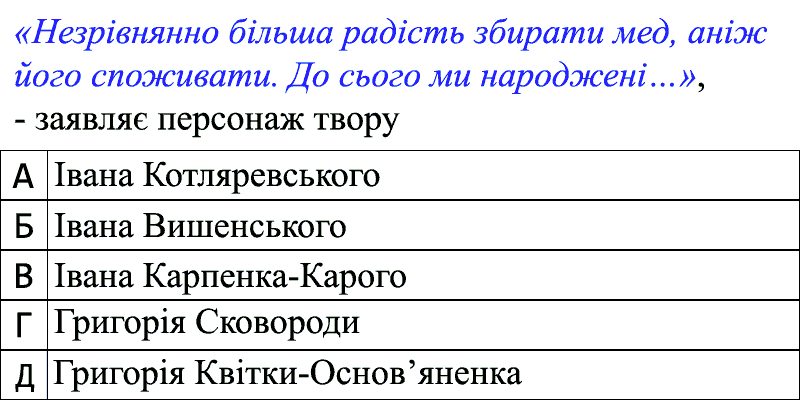 «Незрівнянно більша радість збирати мед, аніж
його споживати. До сього ми народжені…»,
- заявляє персонаж твору
А Івана Котляревського
Б Івана Вишенського
В Івана Карпенка-Карого
Г Григорія Сковороди
Д Григорія Квітки-Основ’яненка